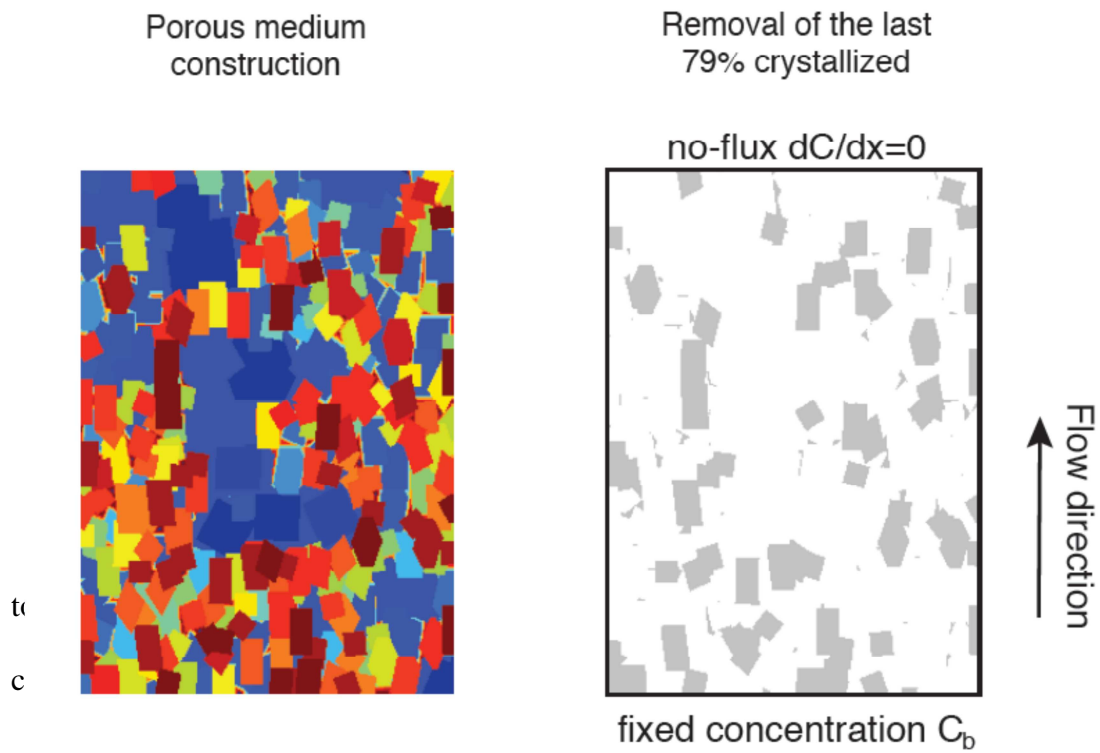 Porous medium
construction
Removal of the last
79% crystallized
no-flux dC/dx=0
Flow direction
c
fixed concentration C_b